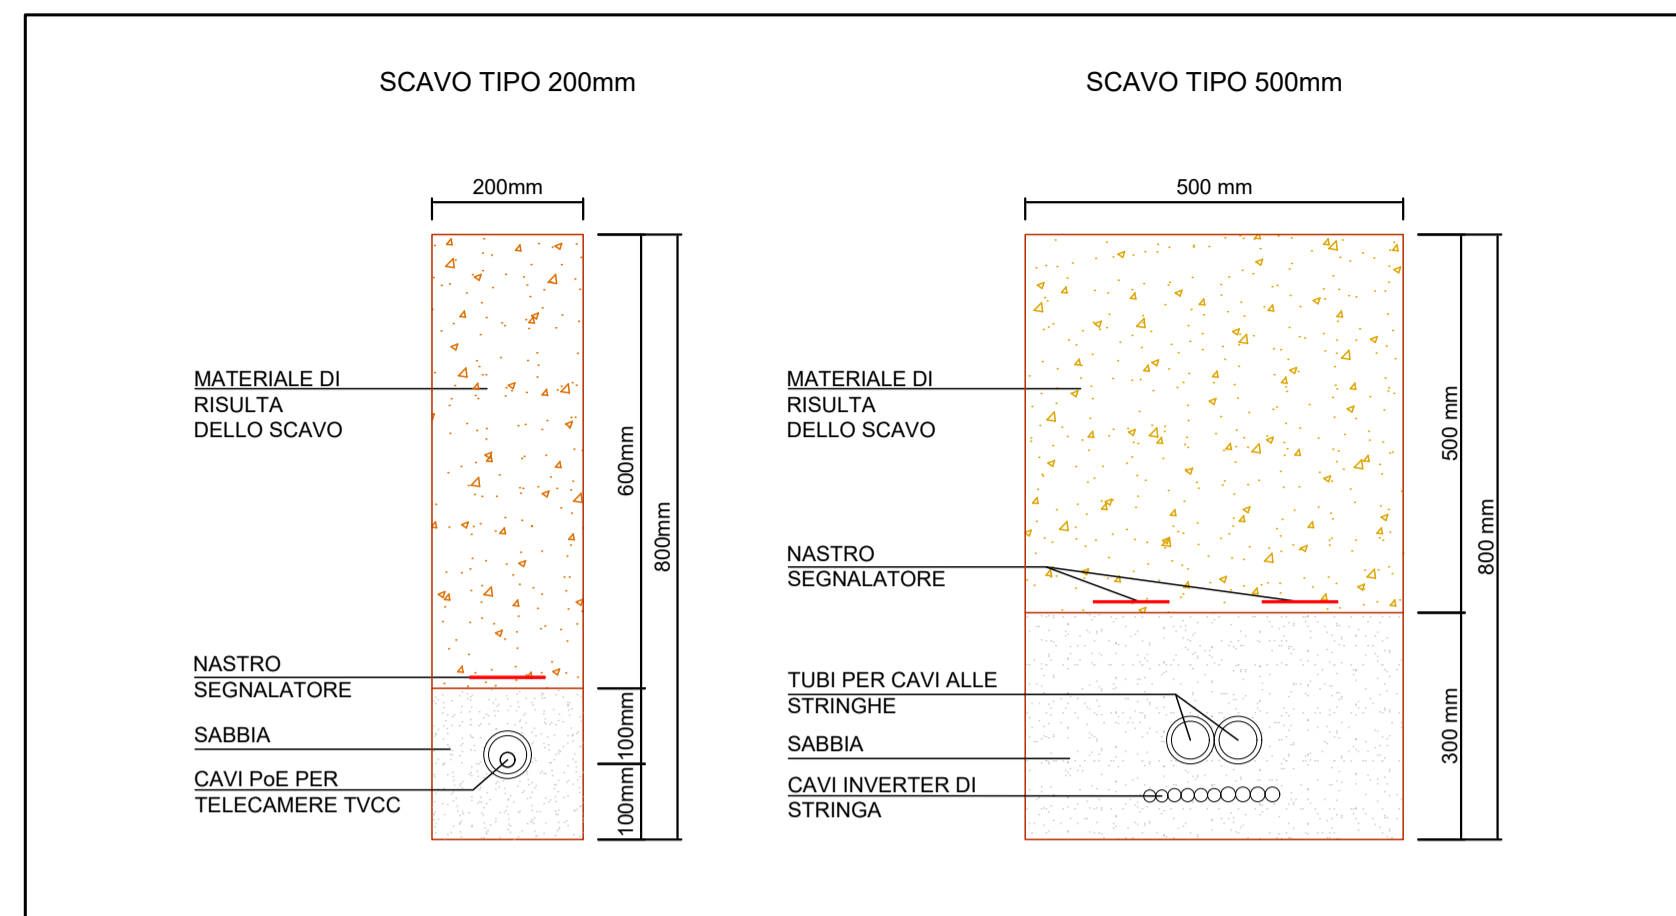 SCAVO TIPO 200mm
200mm
MATERIALE DI
RISULTA
DELLO SCAVO
600mm
800mm
NASTRO
SEGNALATORE
SABBIA
100mm
CAVI PoE PER
TELECAMERE TVCC
100mm
SCAVO TIPO 500mm
500 mm
MATERIALE DI
RISULTA
DELLO SCAVO
500 mm
800 mm
NASTRO
SEGNALATORE
TUBI PER CAVI ALLE
STRINGHE
300 mm
SABBIA
CAVI INVERTER DI
STRINGA